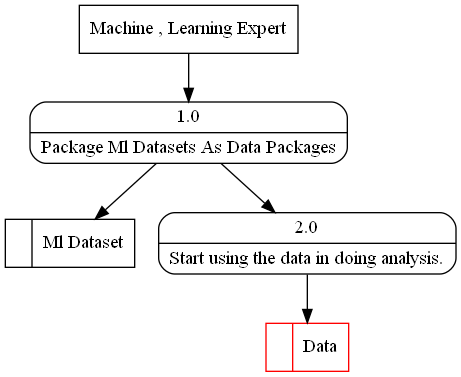 Machine , Learning Expert
1.0
Package Ml Datasets As Data Packages
Ml Dataset
2.0
Start using the data in doing analysis.
Data